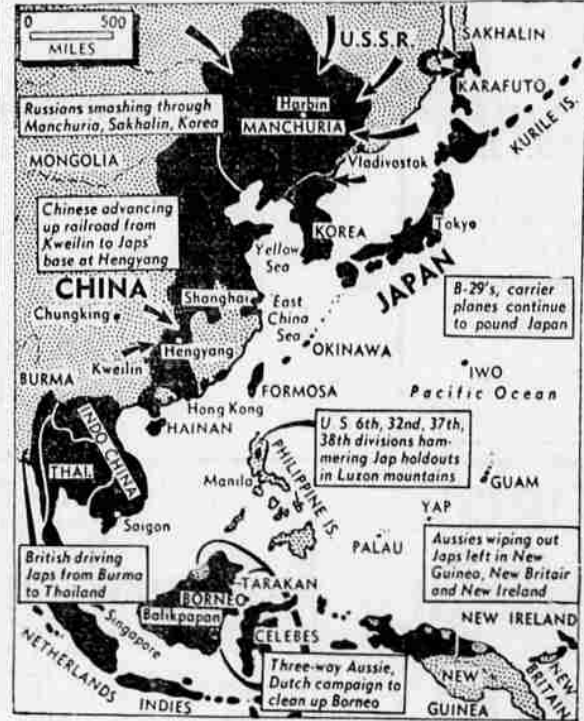 0 500
MILES
U.S.S.R.
SAKHALIN
KARAFUTO
KURILE IS.
Russians smashing through
Manchuria, Sakhalin, Korea
Harbin
MANCHURIA
MONGOLIA
Vladivostok
Chinese advancing
up railroad from
Kweilin to Japs'
base at Hengyang
KOREA
Tokyo
Yellow
Sea
JAPAN
CHINA
Shanghai
Chungking
East
China
Sea
B-29's, carrier
planes continue
to pound Japan
Hengyang
Kweilin
OKINAWA
IWO
Pacific Ocean
BURMA
FORMOSA
Hong Kong
HAINAN
U. S. 6th, 32nd, 37th,
38th divisions ham-
mering Jap holdouts
in Luzon mountains
INDO CHINA
THAI.
PHILIPPINE IS.
Manila
GUAM
Saigon
YAP
PALAU
British driving
Japs from Burma
to Thailand
Aussies wiping out
Japs left in New
Guinea, New Britair
and New Ireland
TARAKAN
BORNEO
Balikpapan
Singapore
CELEBES
NEW IRELAND
NETHERLANDS
INDIES
Three-way Aussie,
Dutch campaign to
clean up Borneo
NEW
GUINEA
NEW
BRITAIN